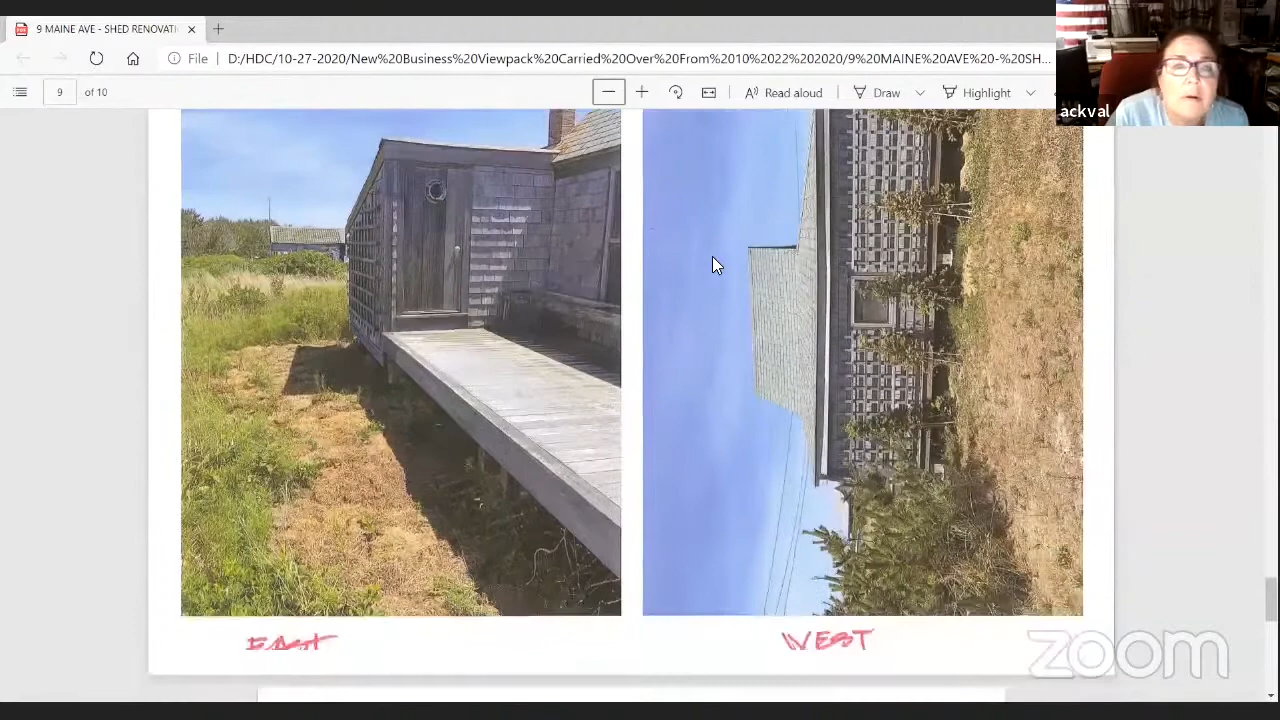 9 MAINE AVE - SHED RENOVATI
File
D:/HDC/10-27-2020/New%20Business%20Viewpack%20Carried%20Over%20From%2010%2022%2020/9%20MAINE%20AVE%20-%20SH...
9 of 10
Read aloud
Draw
Highlight
ackval
EAST
WEST
zoom